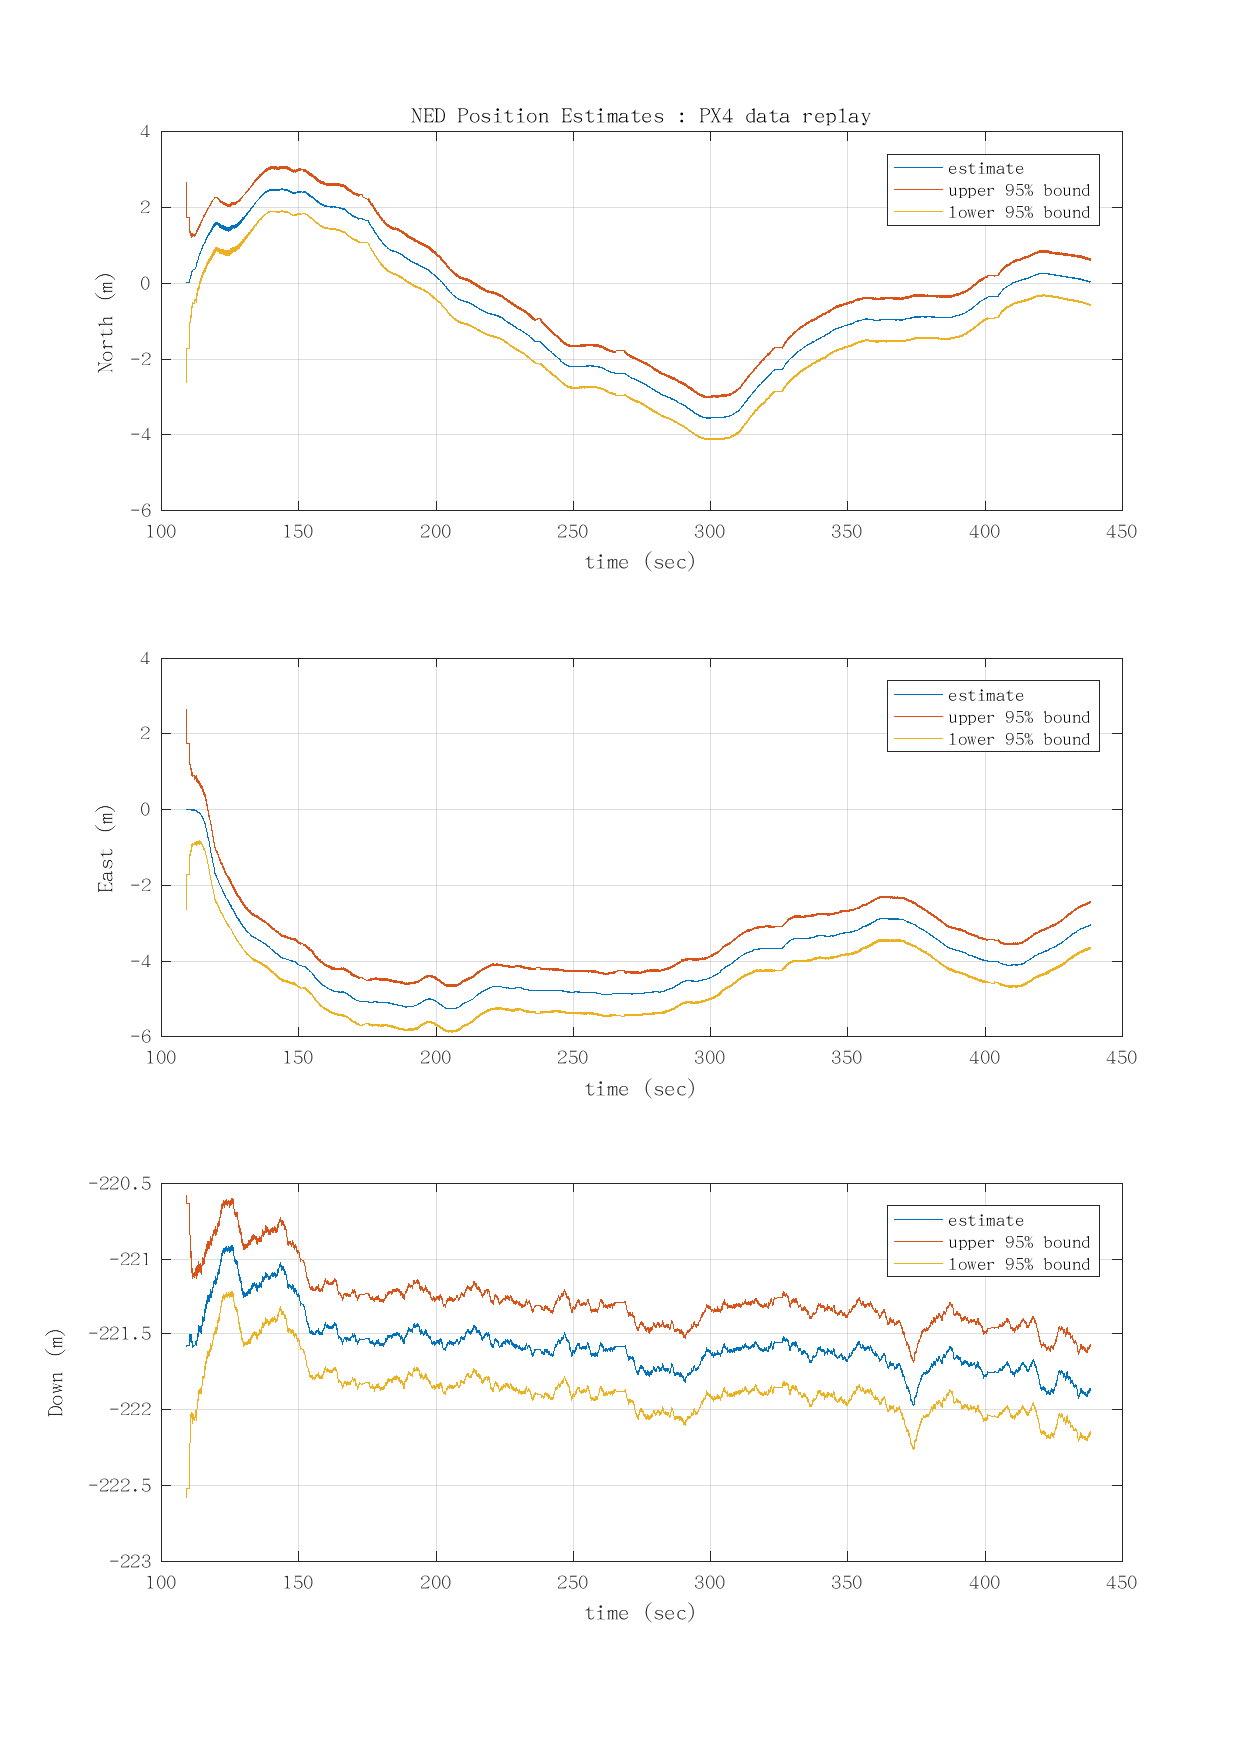 NED Position Estimates : PX4 data replay
4
2
0
-2
-4
-6
North (m)
estimate
upper 95% bound
lower 95% bound
100 150 200 250 300 350 400 450
time (sec)
4
2
0
-2
-4
-6
East (m)
estimate
upper 95% bound
lower 95% bound
100 150 200 250 300 350 400 450
time (sec)
-220.5
-221
-221.5
-222
-222.5
-223
Down (m)
estimate
upper 95% bound
lower 95% bound
100 150 200 250 300 350 400 450
time (sec)